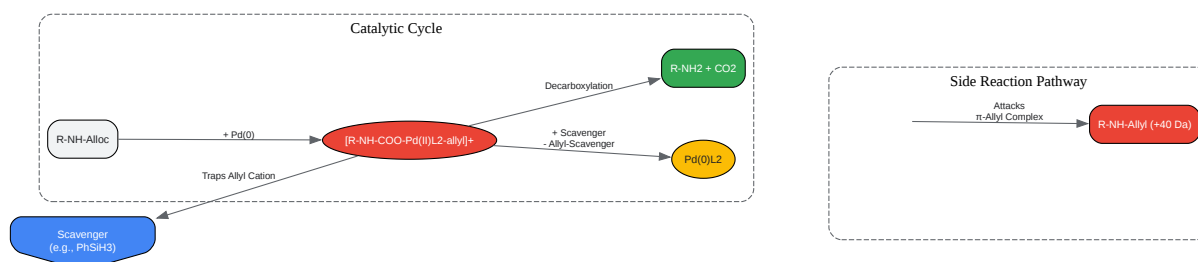 Catalytic Cycle
R-NH-Alloc
+ Pd(0)
[R-NH-COO-Pd(II)L2-allyl]+
Decarboxylation
R-NH2 + CO2
+ Scavenger
- Allyl-Scavenger
Pd(0)L2
Traps Allyl Cation
Scavenger
(e.g., PhSiH3)
Side Reaction Pathway
Attacks
π-Allyl Complex
R-NH-Allyl (+40 Da)